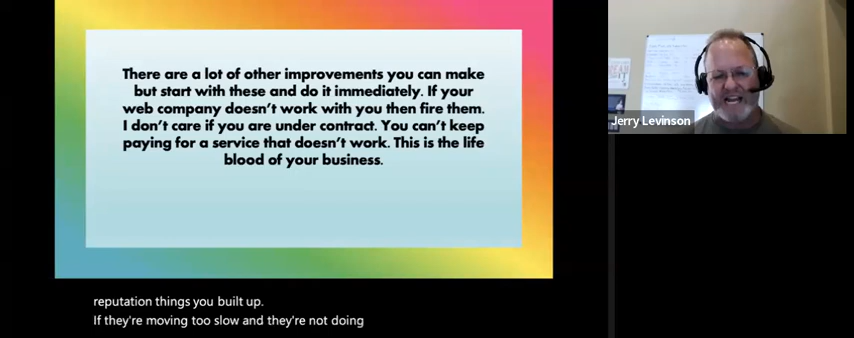 There are a lot of other improvements you can make
but start with these and do it immediately. If your
web company doesn't work with you then fire them.
I don't care if you are under contract. You can't keep
paying for a service that doesn't work. This is the life
blood of your business.
Jerry Levinson
reputation things you built up.
If they're moving too slow and they're not doing